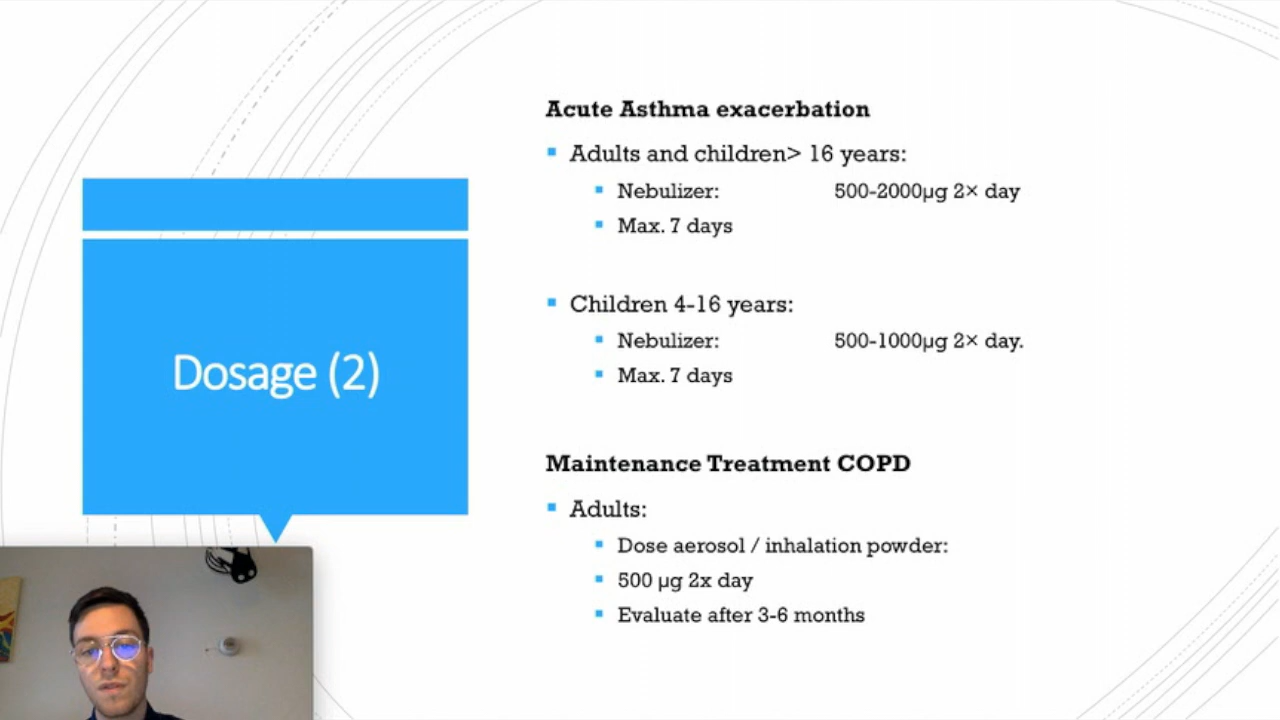 Dosage (2)
Acute Asthma exacerbation
Adults and children> 16 years:
Nebulizer: 500-2000µg 2× day
Max. 7 days
Children 4-16 years:
Nebulizer: 500-1000µg 2× day.
Max. 7 days
Maintenance Treatment COPD
Adults:
Dose aerosol / inhalation powder:
500 µg 2x day
Evaluate after 3-6 months